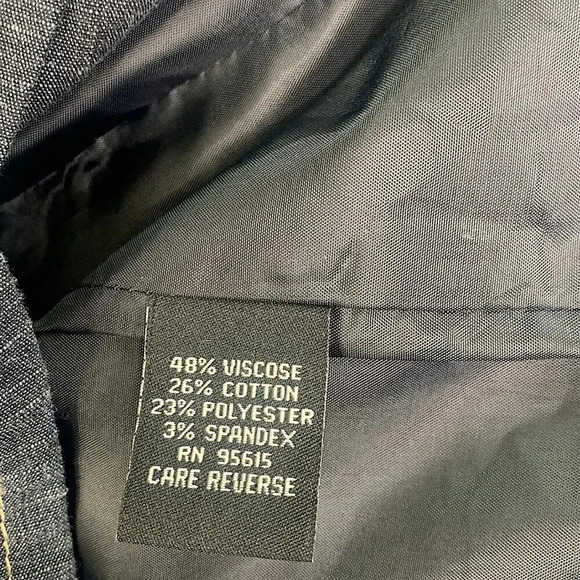 48% VISCOSE
26% COTTON
23% POLYESTER
3% SPANDEX
RN 95615
CARE REVERSE